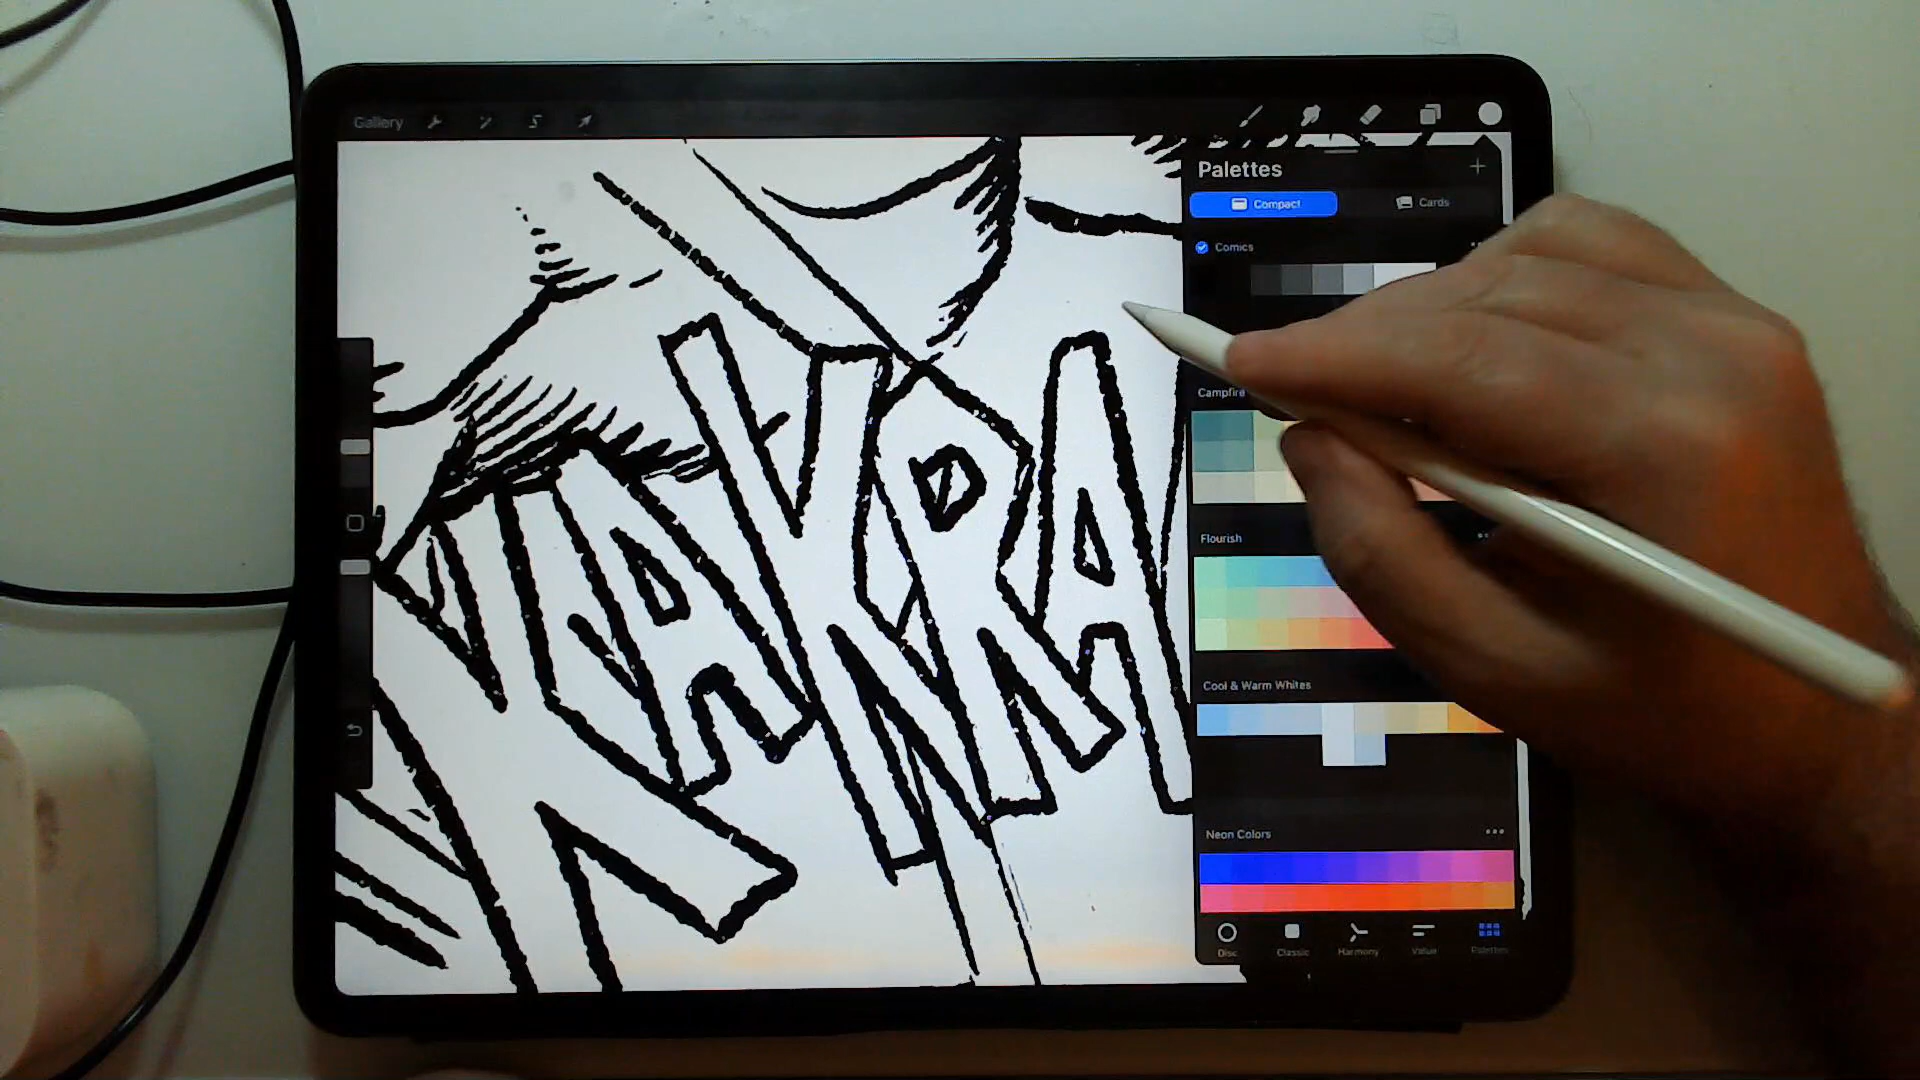 Gallery
Palettes
Compact
Cards
Comics
Campfire
Flourish
Cool & Warm Whites
Neon Colors
Disc
Classic
Harmony
Value
Palettes